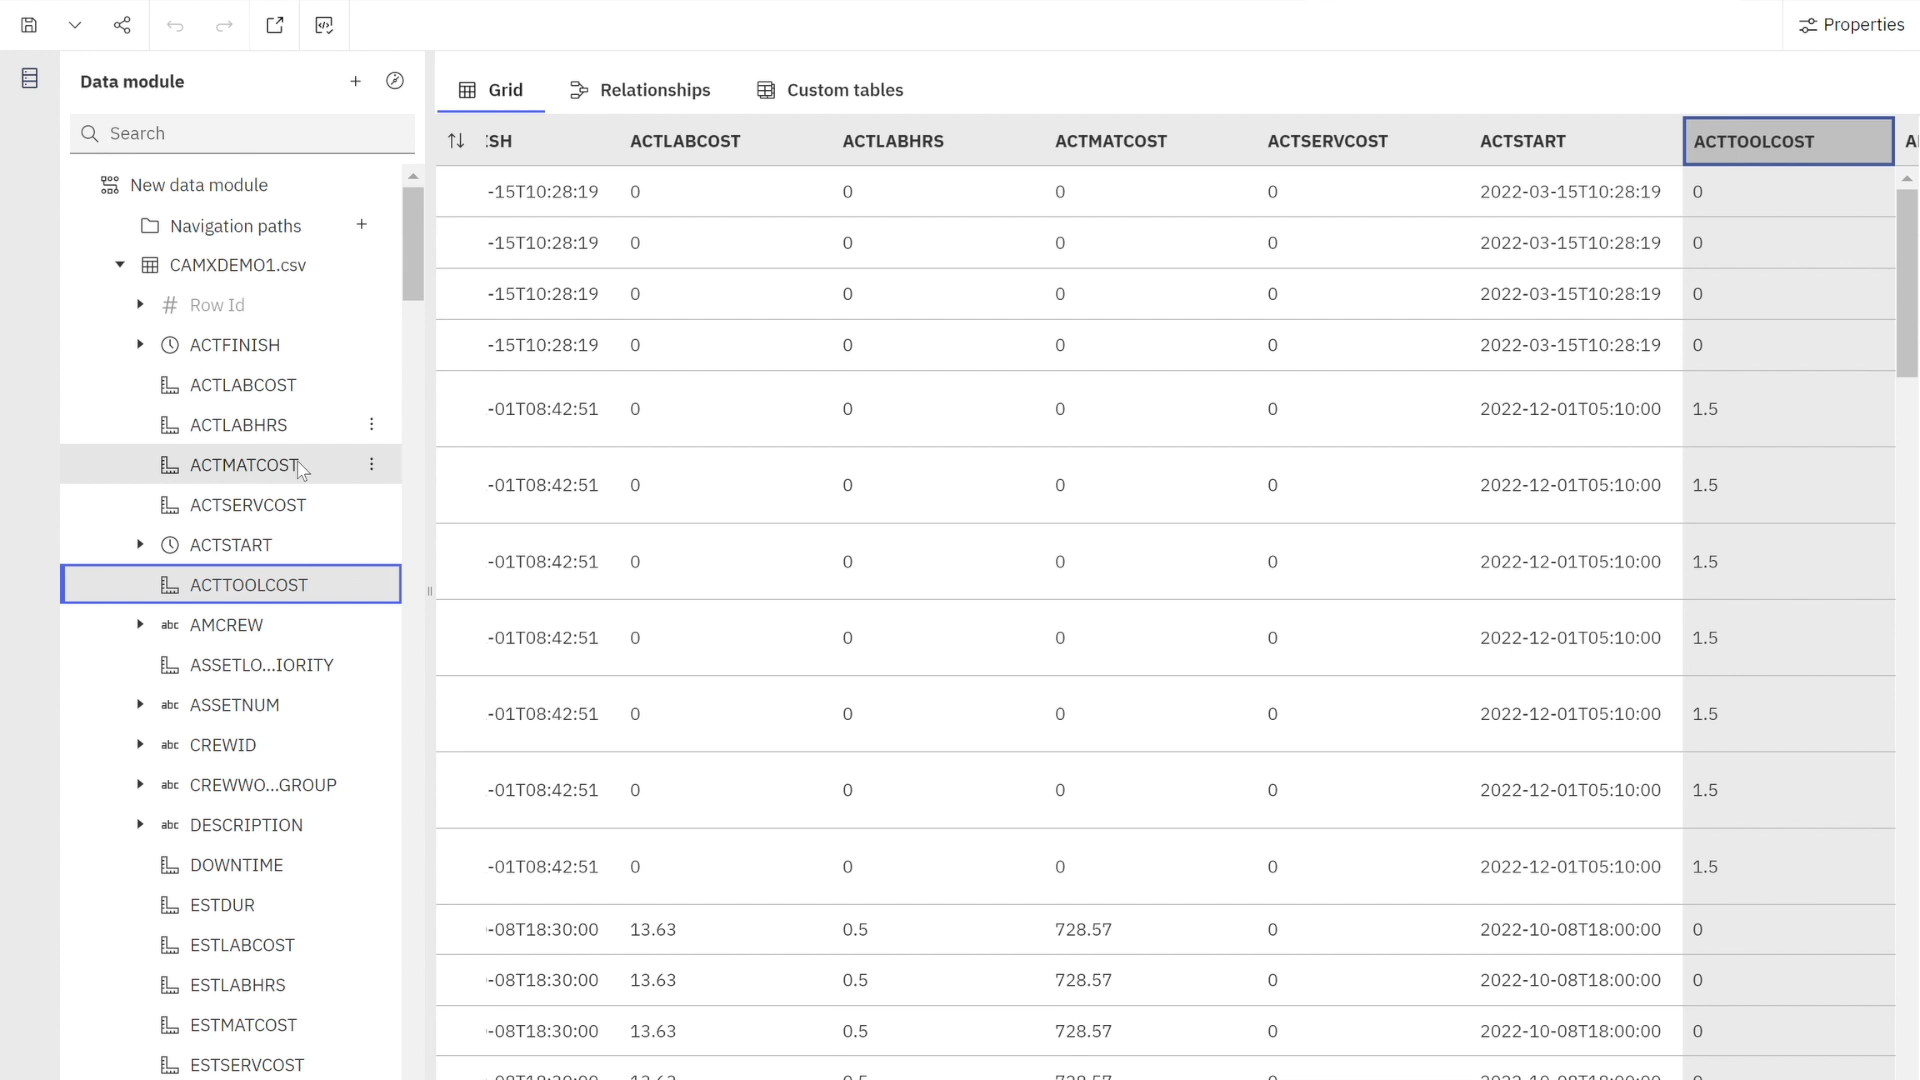 Properties
Data module
Search
New data module
Navigation paths
CAMXDEMO1.csv
# Row Id
ACTFINISH
ACTLABCOST
ACTLABHRS
ACTMATCOST
ACTSERVCOST
ACTSTART
ACTTOOLCOST
abc AMCREW
ASSETLO...IORITY
abc ASSETNUM
abc CREWID
abc CREWWO...GROUP
abc DESCRIPTION
DOWNTIME
ESTDUR
ESTLABCOST
ESTLABHRS
ESTMATCOST
ESTSERVCOST
Grid Relationships Custom tables
SH ACTLABCOST ACTLABHRS ACTMATCOST ACTSERVCOST ACTSTART ACTTOOLCOST
-15T10:28:19 0 0 0 0 2022-03-15T10:28:19 0
-15T10:28:19 0 0 0 0 2022-03-15T10:28:19 0
-15T10:28:19 0 0 0 0 2022-03-15T10:28:19 0
-15T10:28:19 0 0 0 0 2022-03-15T10:28:19 0
-01T08:42:51 0 0 0 0 2022-12-01T05:10:00 1.5
-01T08:42:51 0 0 0 0 2022-12-01T05:10:00 1.5
-01T08:42:51 0 0 0 0 2022-12-01T05:10:00 1.5
-01T08:42:51 0 0 0 0 2022-12-01T05:10:00 1.5
-01T08:42:51 0 0 0 0 2022-12-01T05:10:00 1.5
-01T08:42:51 0 0 0 0 2022-12-01T05:10:00 1.5
-01T08:42:51 0 0 0 0 2022-12-01T05:10:00 1.5
-08T18:30:00 13.63 0.5 728.57 0 2022-10-08T18:00:00 0
-08T18:30:00 13.63 0.5 728.57 0 2022-10-08T18:00:00 0
-08T18:30:00 13.63 0.5 728.57 0 2022-10-08T18:00:00 0